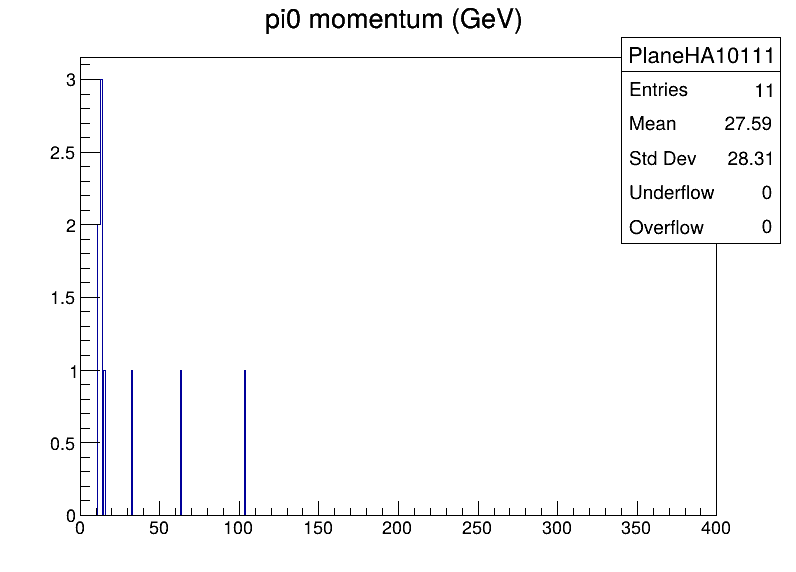 pi0 momentum (GeV)
PlaneHA10111
Entries 11
Mean 27.59
Std Dev 28.31
Underflow 0
Overflow 0
3
2.5
2
1.5
1
0.5
0
0 50 100 150 200 250 300 350 400